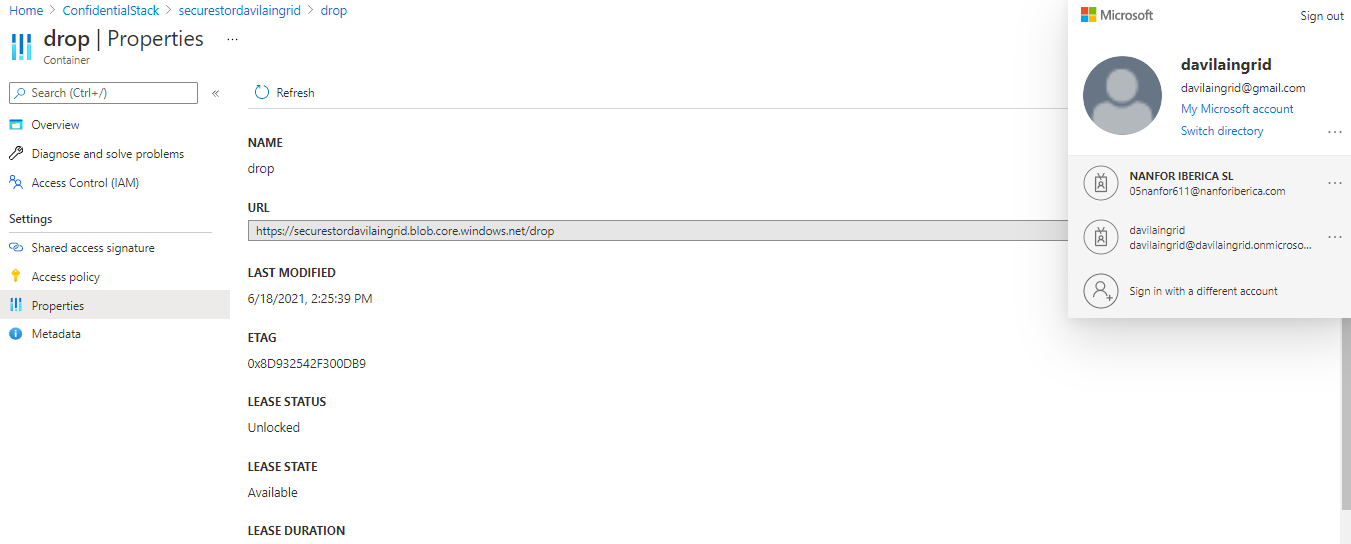 Home > ConfidentialStack > securestordavilaingrid > drop
drop | Properties ...
Container
Search (Ctrl+/)
«
Overview
Diagnose and solve problems
Access Control (IAM)
Settings
Shared access signature
Access policy
Properties
Metadata
Refresh
NAME
drop
URL
https://securestordavilaingrid.blob.core.windows.net/drop
LAST MODIFIED
6/18/2021, 2:25:39 PM
ETAG
0x8D932542F300DB9
LEASE STATUS
Unlocked
LEASE STATE
Available
LEASE DURATION
Microsoft
Sign out
davilaingrid
davilaingrid@gmail.com
My Microsoft account
Switch directory
...
NANFOR IBERICA SL
05nanfor611@nanforiberica.com
...
davilaingrid
davilaingrid@davilaingrid.onmicroso...
...
Sign in with a different account